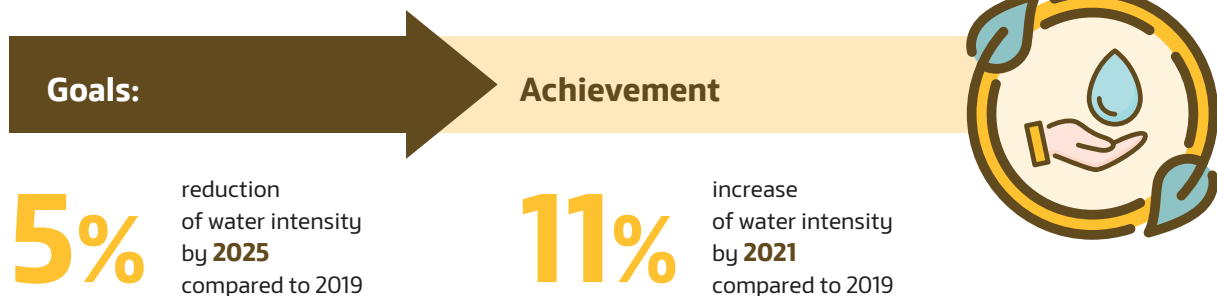 Goals:
Achievement
5%
reduction
of water intensity
by 2025
compared to 2019
11%
increase
of water intensity
by 2021
compared to 2019